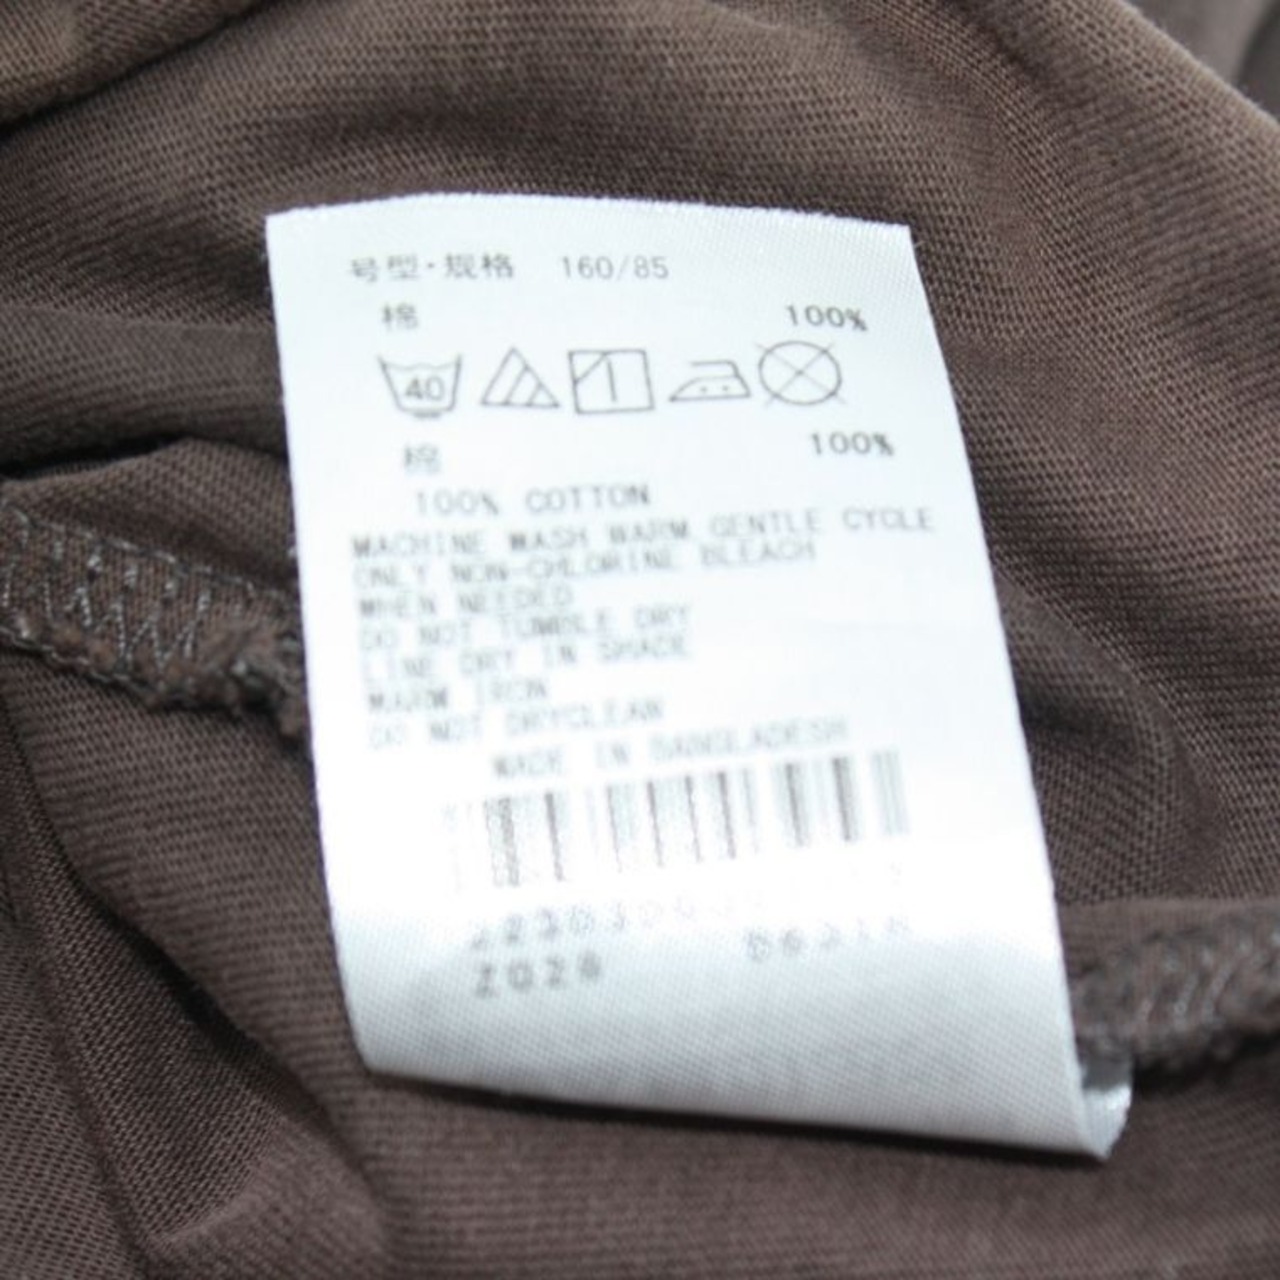 号型·规格 160/85
棉 100%
40
棉 100%
100% COTTON
MACHINE WASH WARM GENTLE CYCLE
ONLY NON-CHLORINE BLEACH
WHEN NEEDED
DO NOT TUMBLE DRY
LINE DRY IN SHADE
WARM IRON
DO NOT DRYCLEAN
MADE IN BANGLADESH